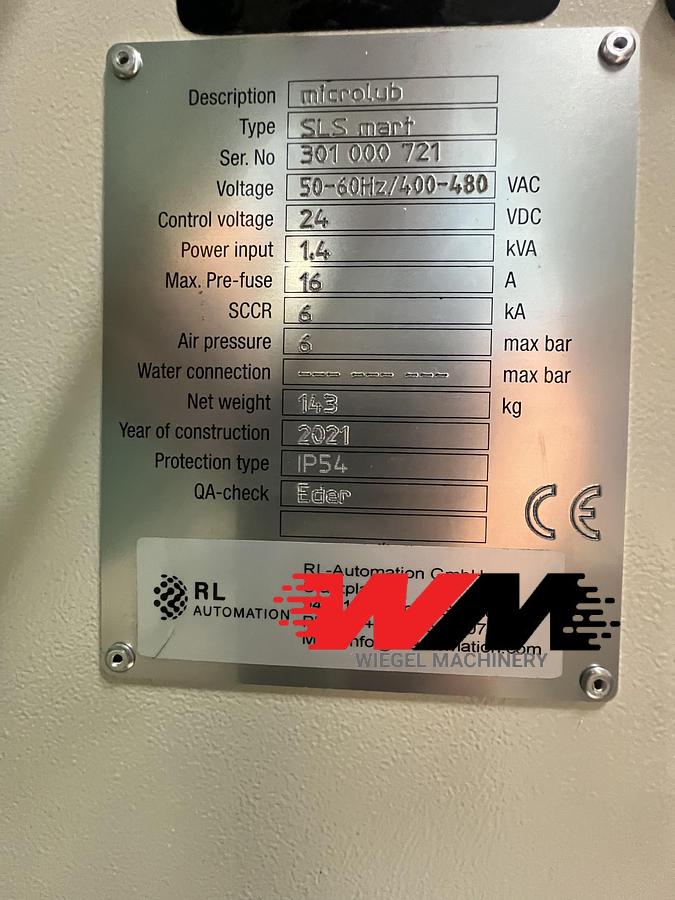 Description microlub
Type SLS mart
Ser. No 301 000 721
Voltage 50-60Hz/400-480 VAC
Control voltage 24 VDC
Power input 1.4 kVA
Max. Pre-fuse 16 A
SCCR 6 kA
Air pressure 6 max bar
Water connection --- --- --- max bar
Net weight 143 kg
Year of construction 2021
Protection type IP54
QA-check Eder
CE
RL-Automation GmbH
RL
AUTOMATION
WM
WIEGEL MACHINERY